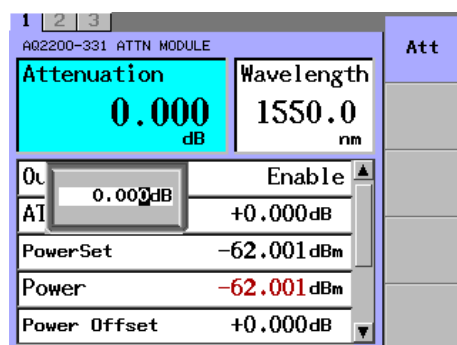 1 2 3
AQ2200-331 ATTN MODULE
Att
Attenuation
0.000
dB
Wavelength
1550.0
nm
Enable
0.000dB
AT
+0.000dB
PowerSet
-62.001dBm
Power
-62.001dBm
Power Offset
+0.000dB